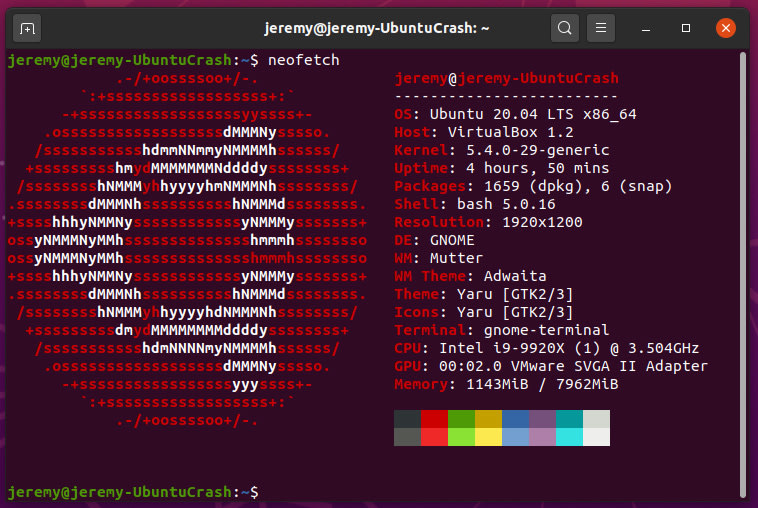 jeremy@jeremy-UbuntuCrash: ~
jeremy@jeremy-UbuntuCrash:~$ neofetch
.-/+oossssoo+/-. jeremy@jeremy-UbuntuCrash
`:+ssssssssssssssssss+:` -------------------------
-+ssssssssssssssssssyyssss+- OS: Ubuntu 20.04 LTS x86_64
.ossssssssssssssssssdMMMNysssso. Host: VirtualBox 1.2
/ssssssssssshdmmNNmmyNMMMMhssssss/ Kernel: 5.4.0-29-generic
+ssssssssshmydMMMMMMMNddddyssssssss+ Uptime: 4 hours, 50 mins
/sssssssshNMMMyhhyyyyhmNMMMNhssssssss/ Packages: 1659 (dpkg), 6 (snap)
.ssssssssdMMMNhsssssssssshNMMMdssssssss. Shell: bash 5.0.16
+sssshhhyNMMNyssssssssssssyNMMMysssssss+ Resolution: 1920x1200
ossyNMMMNyMMhsssssssssssssshmmmhssssssso DE: GNOME
ossyNMMMNyMMhsssssssssssssshmmmhssssssso WM: Mutter
+sssshhhyNMMNyssssssssssssyNMMMysssssss+ WM Theme: Adwaita
.ssssssssdMMMNhsssssssssshNMMMdssssssss. Theme: Yaru [GTK2/3]
/sssssssshNMMMyhhyyyyhdNMMMNhssssssss/ Icons: Yaru [GTK2/3]
+sssssssssdmydMMMMMMMMddddyssssssss+ Terminal: gnome-terminal
/ssssssssssshdmNNNNmyNMMMMhssssss/ CPU: Intel i9-9920X (1) @ 3.504GHz
.ossssssssssssssssssdMMMNysssso. GPU: 00:02.0 VMware SVGA II Adapter
-+sssssssssssssssssyyyssss+- Memory: 1143MiB / 7962MiB
`:+ssssssssssssssssss+:`
.-/+oossssoo+/-.
jeremy@jeremy-UbuntuCrash:~$